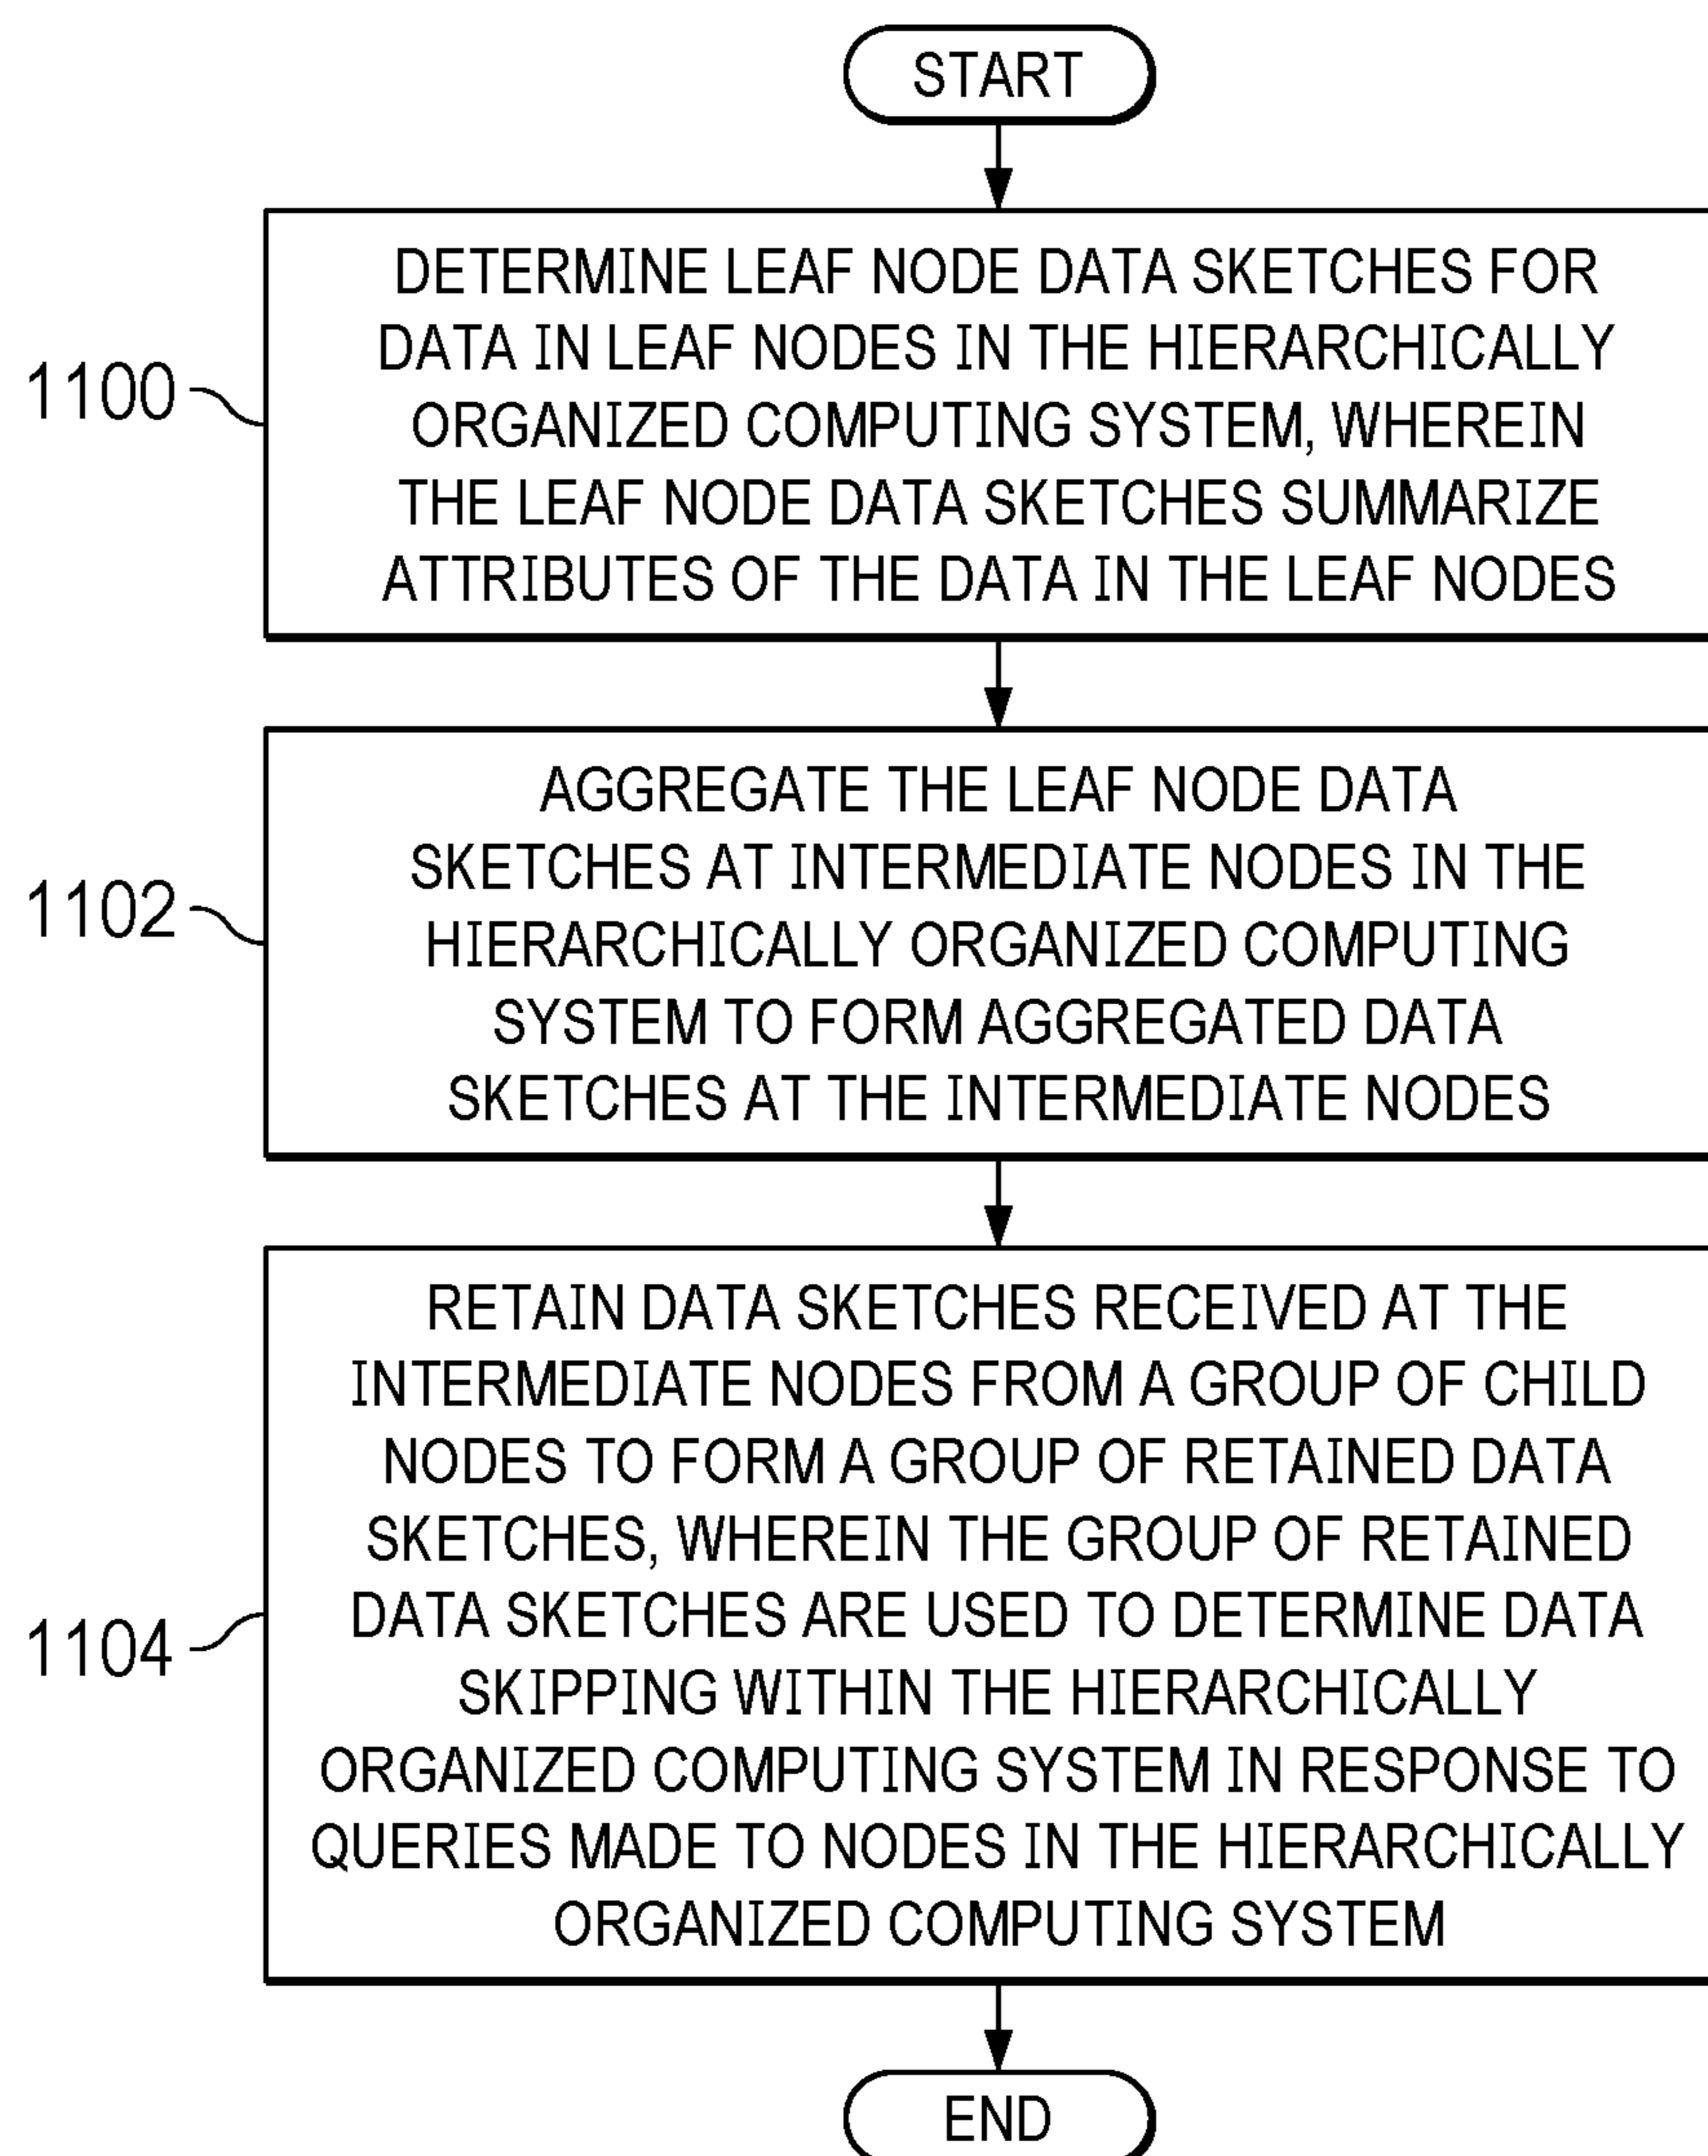 START
DETERMINE LEAF NODE DATA SKETCHES FOR
DATA IN LEAF NODES IN THE HIERARCHICALLY
ORGANIZED COMPUTING SYSTEM, WHEREIN
THE LEAF NODE DATA SKETCHES SUMMARIZE
ATTRIBUTES OF THE DATA IN THE LEAF NODES
1100
AGGREGATE THE LEAF NODE DATA
SKETCHES AT INTERMEDIATE NODES IN THE
HIERARCHICALLY ORGANIZED COMPUTING
SYSTEM TO FORM AGGREGATED DATA
SKETCHES AT THE INTERMEDIATE NODES
1102
RETAIN DATA SKETCHES RECEIVED AT THE
INTERMEDIATE NODES FROM A GROUP OF CHILD
NODES TO FORM A GROUP OF RETAINED DATA
SKETCHES, WHEREIN THE GROUP OF RETAINED
DATA SKETCHES ARE USED TO DETERMINE DATA
SKIPPING WITHIN THE HIERARCHICALLY
ORGANIZED COMPUTING SYSTEM IN RESPONSE TO
QUERIES MADE TO NODES IN THE HIERARCHICALLY
ORGANIZED COMPUTING SYSTEM
1104
END